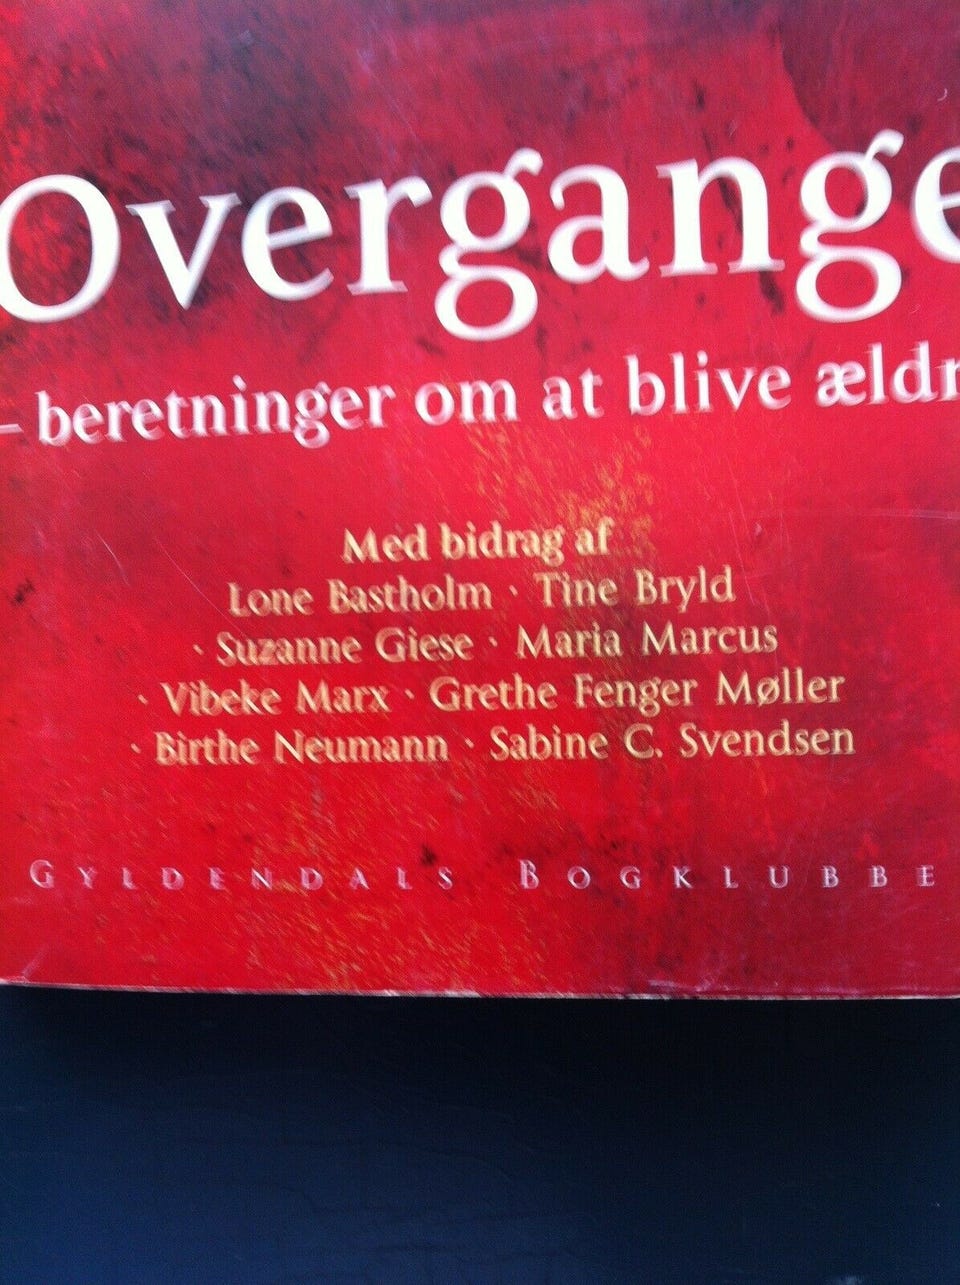 Overgange
– beretninger om at blive ældr
Med bidrag af
Lone Bastholm · Tine Bryld
· Suzanne Giese · Maria Marcus
· Vibeke Marx · Grethe Fenger Møller
· Birthe Neumann · Sabine C. Svendsen
GYLDENDALS BOGKLUBBE